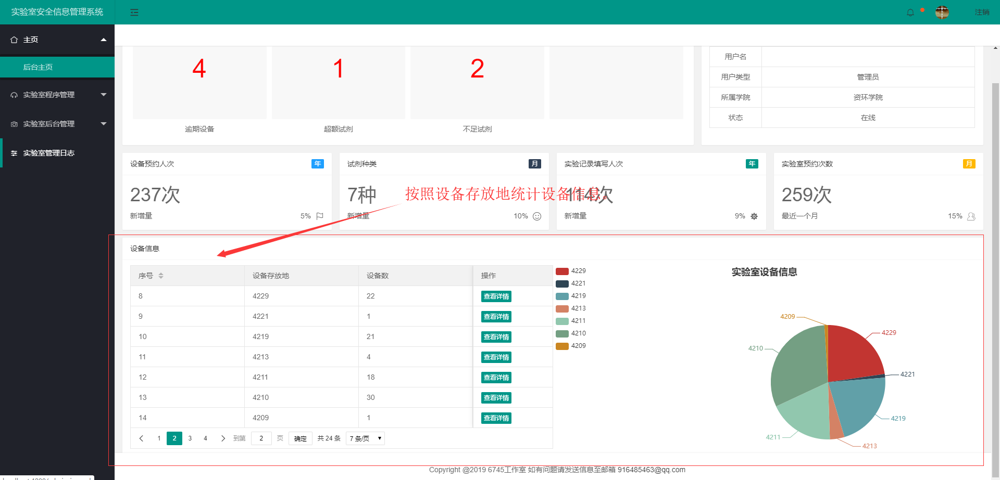 实验室安全信息管理系统
注销
主页
后台主页
实验室程序管理
实验室后台管理
实验室管理日志
4
1
2
逾期设备
超额试剂
不足试剂
用户名
用户类型 管理员
所属学院 资环学院
状态 在线
设备预约人次 年
237次
新增量 5%
试剂种类 月
7种
新增量 10%
实验记录填写人次 年
114次
新增量 9%
实验室预约次数 月
259次
最近一个月 15%
按照设备存放地统计设备信息。
设备信息
序号 设备存放地 设备数 操作
8 4229 22 查看详情
9 4221 1 查看详情
10 4219 21 查看详情
11 4213 4 查看详情
12 4211 18 查看详情
13 4210 30 查看详情
14 4209 1 查看详情
1 2 3 4 到第 2 页 确定 共 24 条 7 条/页
4229
4221
4219
4213
4211
4210
4209
实验室设备信息
4209
4229
4210
4221
4219
4211
4213
Copyright @2019 6745工作室 如有问题请发送信息至邮箱 916485463@qq.com